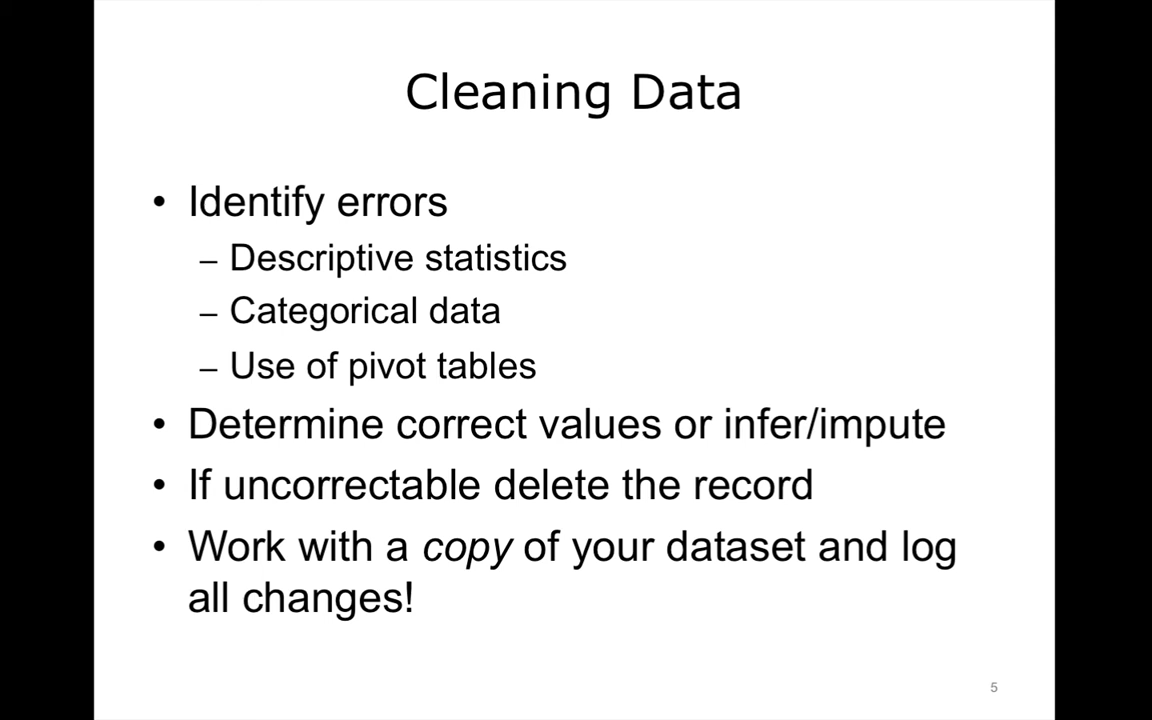 Cleaning Data
• Identify errors
– Descriptive statistics
– Categorical data
– Use of pivot tables
• Determine correct values or infer/impute
• If uncorrectable delete the record
• Work with a copy of your dataset and log
all changes!
5